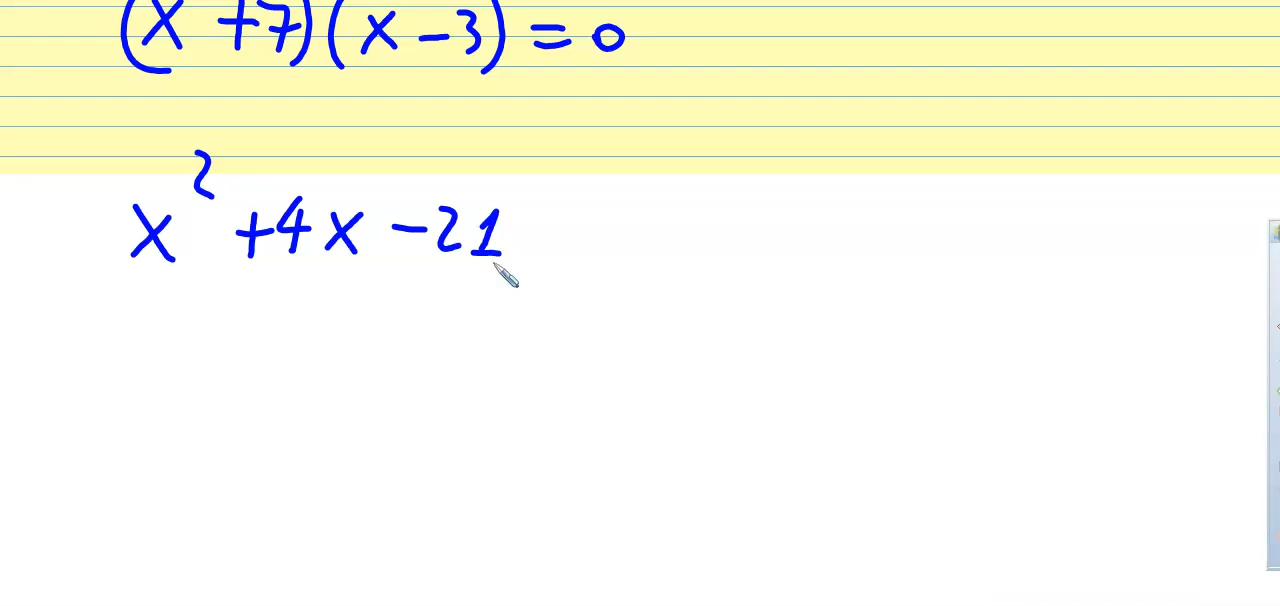 (x + 7)(x - 3) = 0
x² + 4x - 21